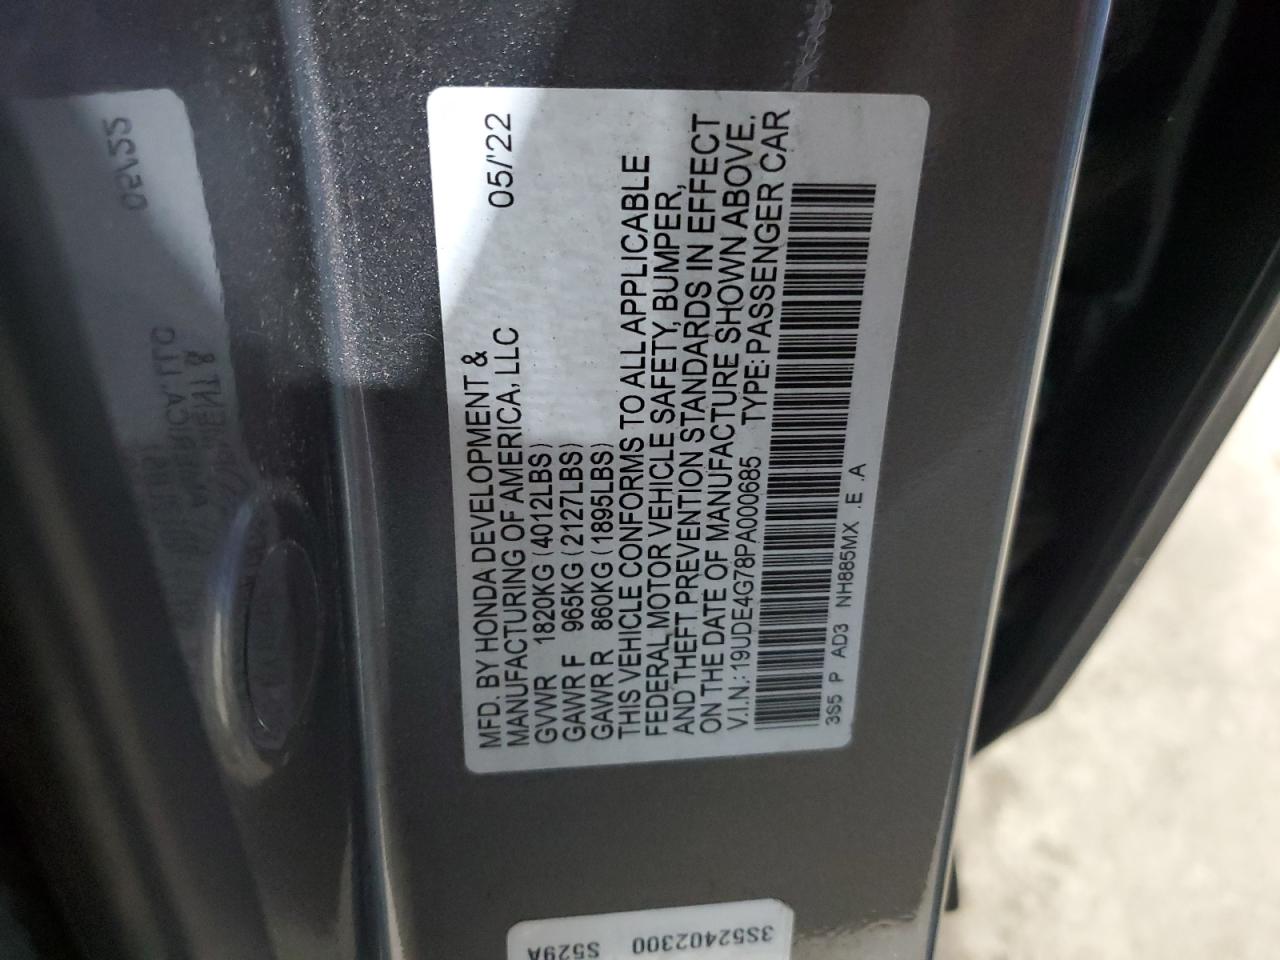 MFD. BY HONDA DEVELOPMENT &
MANUFACTURING OF AMERICA, LLC 05/'22
GVWR 1820KG (4012LBS)
GAWR F 965KG (2127LBS)
GAWR R 860KG (1895LBS)
THIS VEHICLE CONFORMS TO ALL APPLICABLE
FEDERAL MOTOR VEHICLE SAFETY, BUMPER,
AND THEFT PREVENTION STANDARDS IN EFFECT
ON THE DATE OF MANUFACTURE SHOWN ABOVE.
V.I.N.: 19UDE4G78PA000685 TYPE: PASSENGER CAR
3S5 P AD3 NH885MX .E .A
3S52402300
S529A